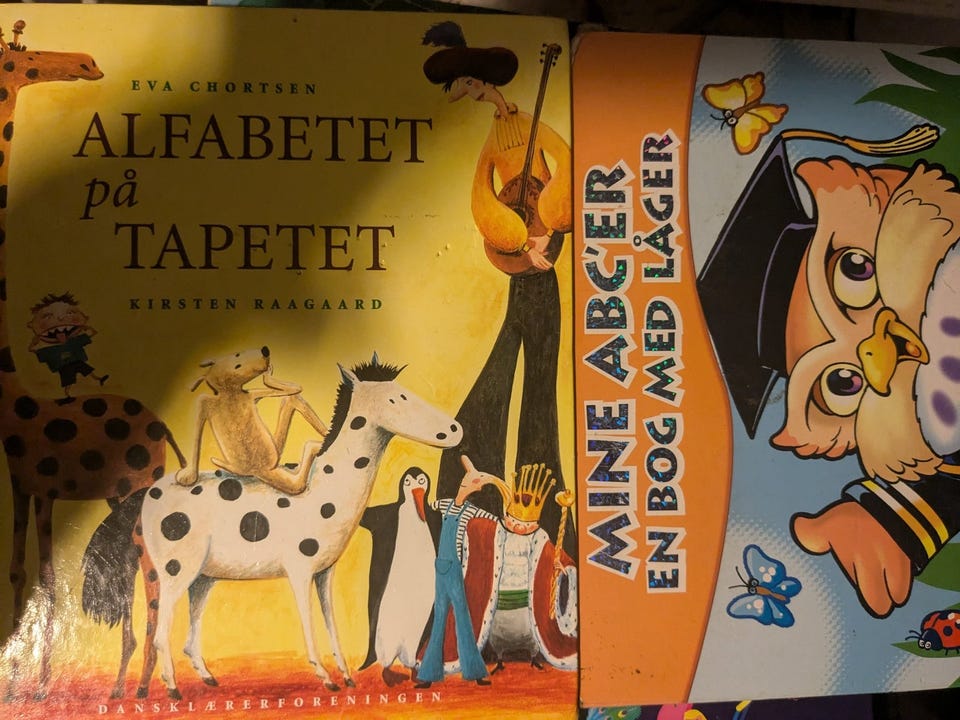 EVA CHORTSEN
ALFABETET
på
TAPETET
KIRSTEN RAAGAARD
DANSKLÆRERFORENINGEN
MINE ABC'ER
EN BOG MED LÅGER